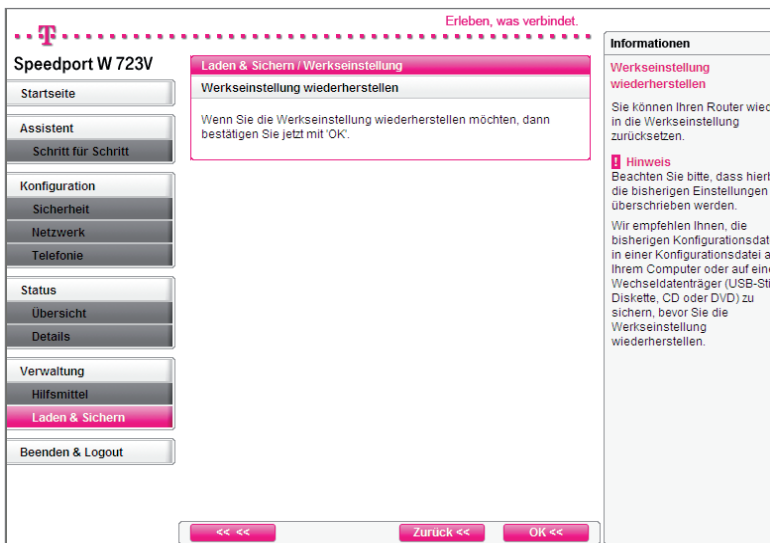 Erleben, was verbindet.
T
Speedport W 723V
Startseite
Assistent
Schritt für Schritt
Konfiguration
Sicherheit
Netzwerk
Telefonie
Status
Übersicht
Details
Verwaltung
Hilfsmittel
Laden & Sichern
Beenden & Logout
Laden & Sichern / Werkseinstellung
Werkseinstellung wiederherstellen
Wenn Sie die Werkseinstellung wiederherstellen möchten, dann
bestätigen Sie jetzt mit 'OK'.
<< <<
Zurück <<
OK <<
Informationen
Werkseinstellung
wiederherstellen
Sie können Ihren Router
in die Werkseinstellung
zurücksetzen.
! Hinweis
Beachten Sie bitte, dass
die bisherigen Einstellungen
überschrieben werden.
Wir empfehlen Ihnen, die
bisherigen
in einer Konfigurationsdatei
Ihrem Computer oder auf
Wechseldatenträger
Diskette, CD oder DVD) zu
sichern, bevor Sie die
Werkseinstellung
wiederherstellen.